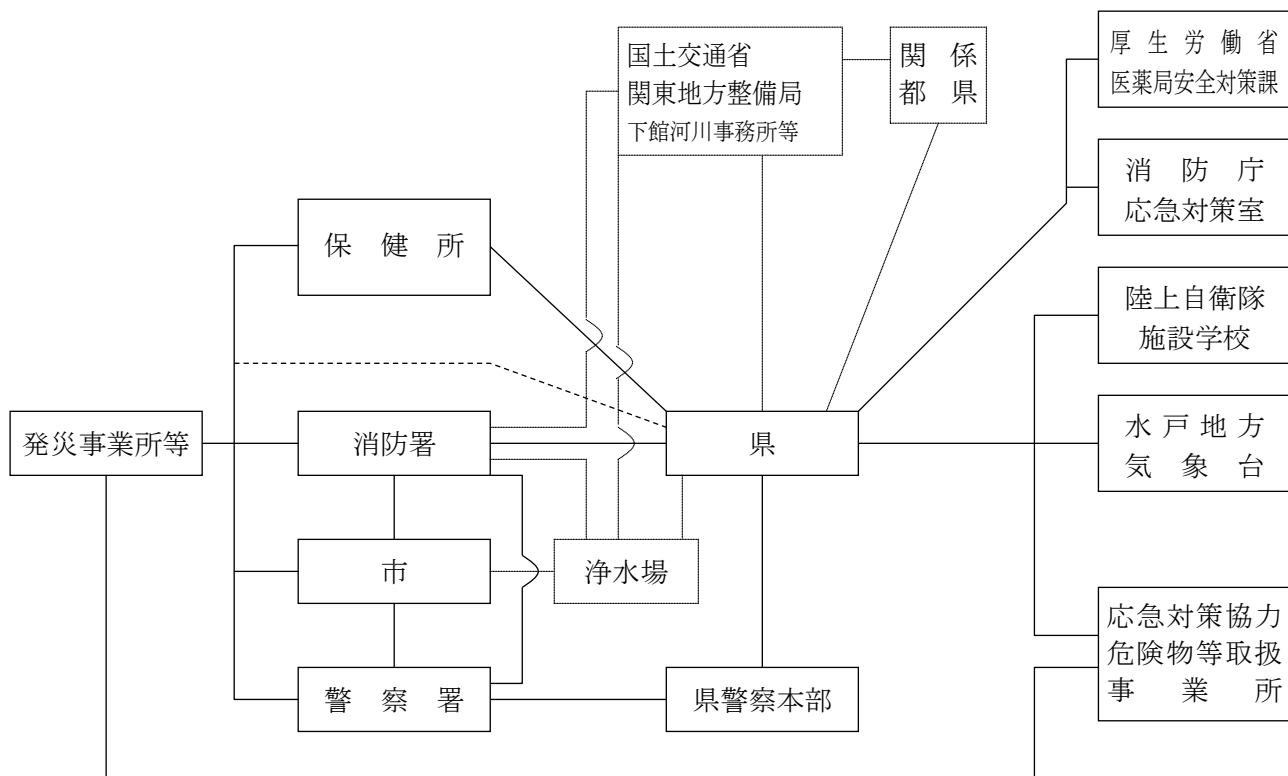 国土交通省
関東地方整備局
下館河川事務所等
関係
都県
厚生労働省
医薬局安全対策課
消防庁
応急対策室
保健所
陸上自衛隊
施設学校
発災事業所等
消防署
県
水戸地方
気象台
市
浄水場
応急対策協力
危険物等取扱
事業所
警察署
県警察本部